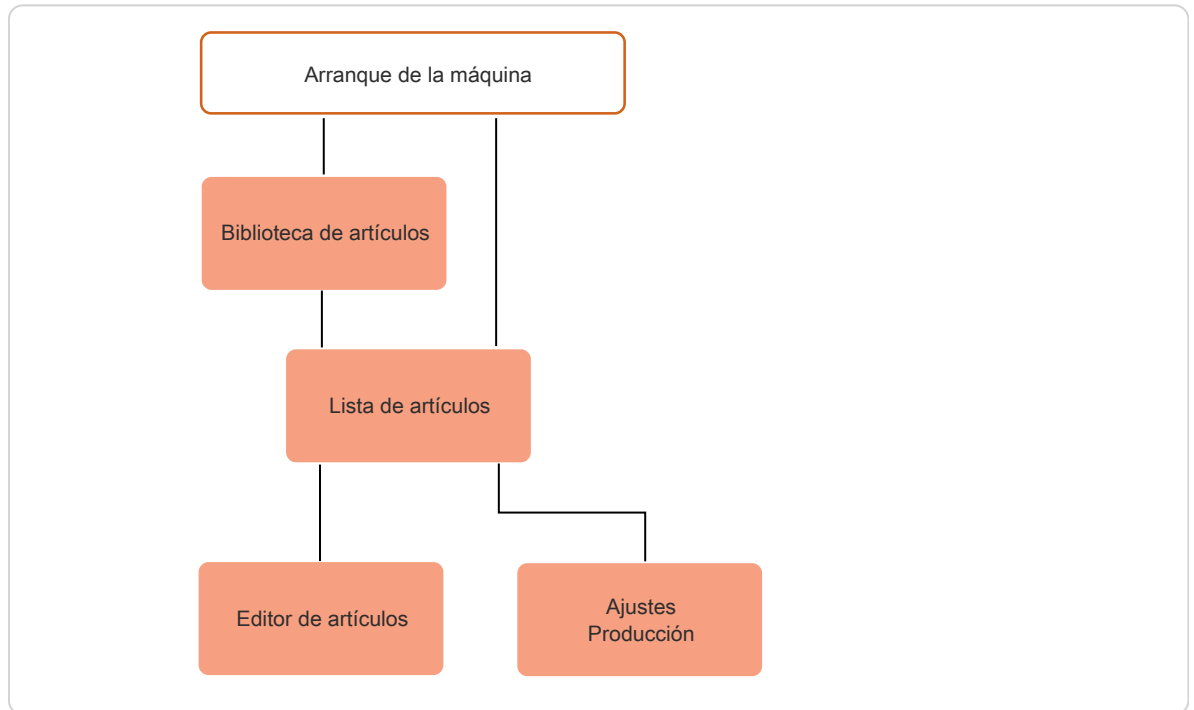 Arranque de la máquina
Biblioteca de artículos
Lista de artículos
Editor de artículos
Ajustes
Producción